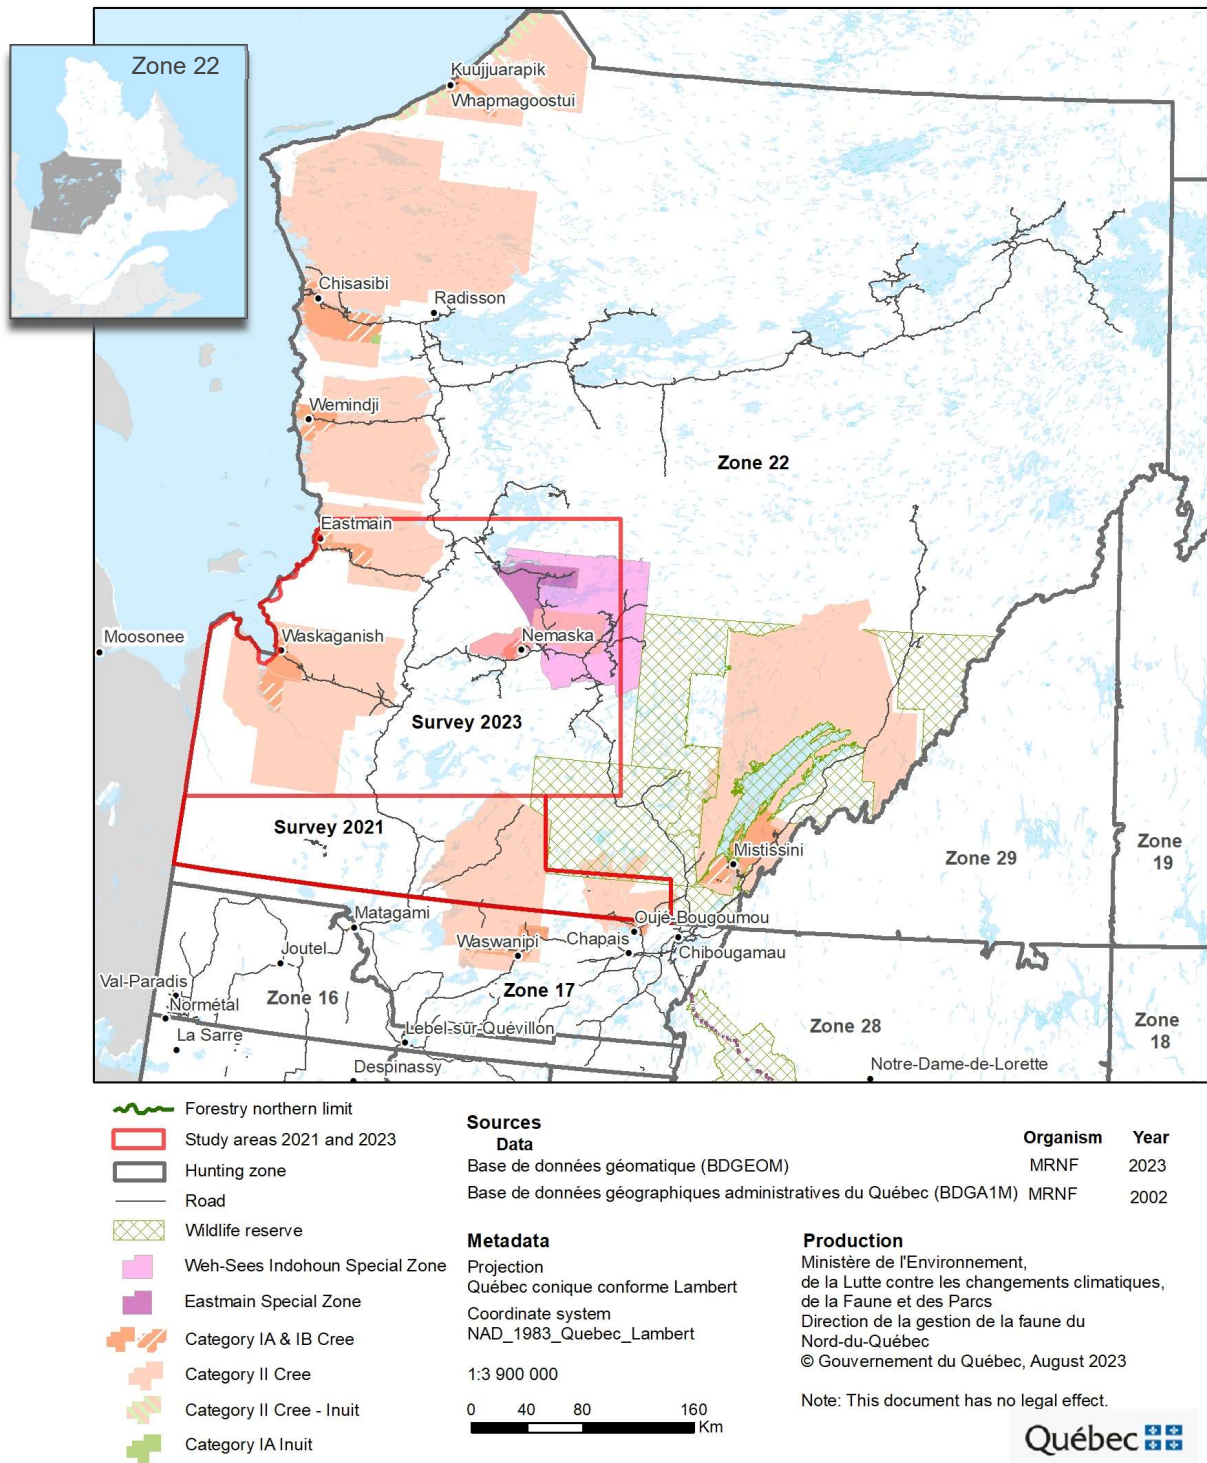 Zone 22
Kuujjuarapik
Whapmagoostui
Chisasibi
Radisson
Wemindji
Zone 22
Eastmain
Moosonee
Waskaganish
Nemaska
Survey 2023
Survey 2021
Mistissini
Zone 29
Zone
19
Matagami
Oujé-Bougoumou
Waswanipi
Chapais
Chibougamau
Joutel
Val-Paradis
Zone 16
Zone 17
Normétal
Zone 28
Zone
18
La Sarre
Lebel-sur-Quévillon
Despinassy
Notre-Dame-de-Lorette
Forestry northern limit
Study areas 2021 and 2023
Hunting zone
Road
Wildlife reserve
Weh-Sees Indohoun Special Zone
Eastmain Special Zone
Category IA & IB Cree
Category II Cree
Category II Cree - Inuit
Category IA Inuit
Sources
Data Organism Year
Base de données géomatique (BDGEOM) MRNF 2023
Base de données géographiques administratives du Québec (BDGA1M) MRNF 2002
Metadata
Projection
Québec conique conforme Lambert
Coordinate system
NAD_1983_Quebec_Lambert
1:3 900 000
0 40 80 160
Km
Production
Ministère de l'Environnement,
de la Lutte contre les changements climatiques,
de la Faune et des Parcs
Direction de la gestion de la faune du
Nord-du-Québec
© Gouvernement du Québec, August 2023
Note: This document has no legal effect.
Québec